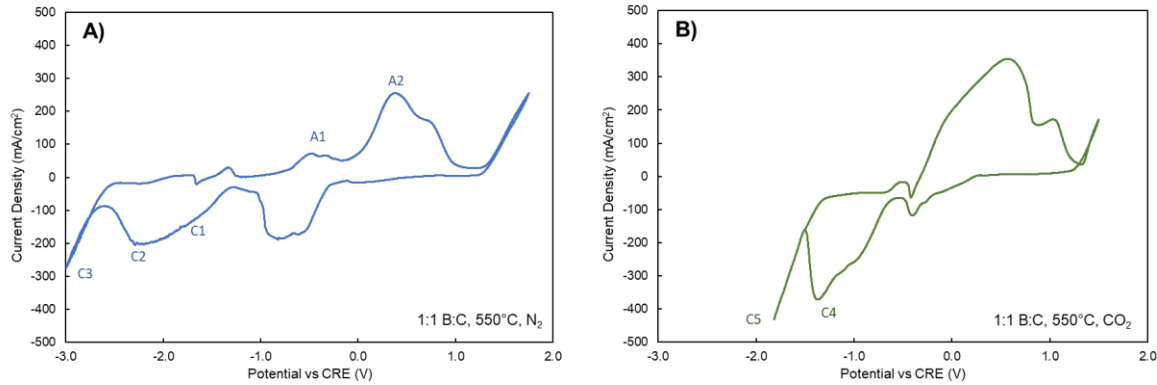 A)
500
400
300
200
100
0
-100
-200
-300
-400
-500
Current Density (mA/cm²)
A1
A2
C1
C2
C3
1:1 B:C, 550°C, N₂
-3.0 -2.0 -1.0 0.0 1.0 2.0
Potential vs CRE (V)
B)
500
400
300
200
100
0
-100
-200
-300
-400
-500
Current Density (mA/cm²)
C5
C4
1:1 B:C, 550°C, CO₂
-3.0 -2.0 -1.0 0.0 1.0 2.0
Potential vs CRE (V)